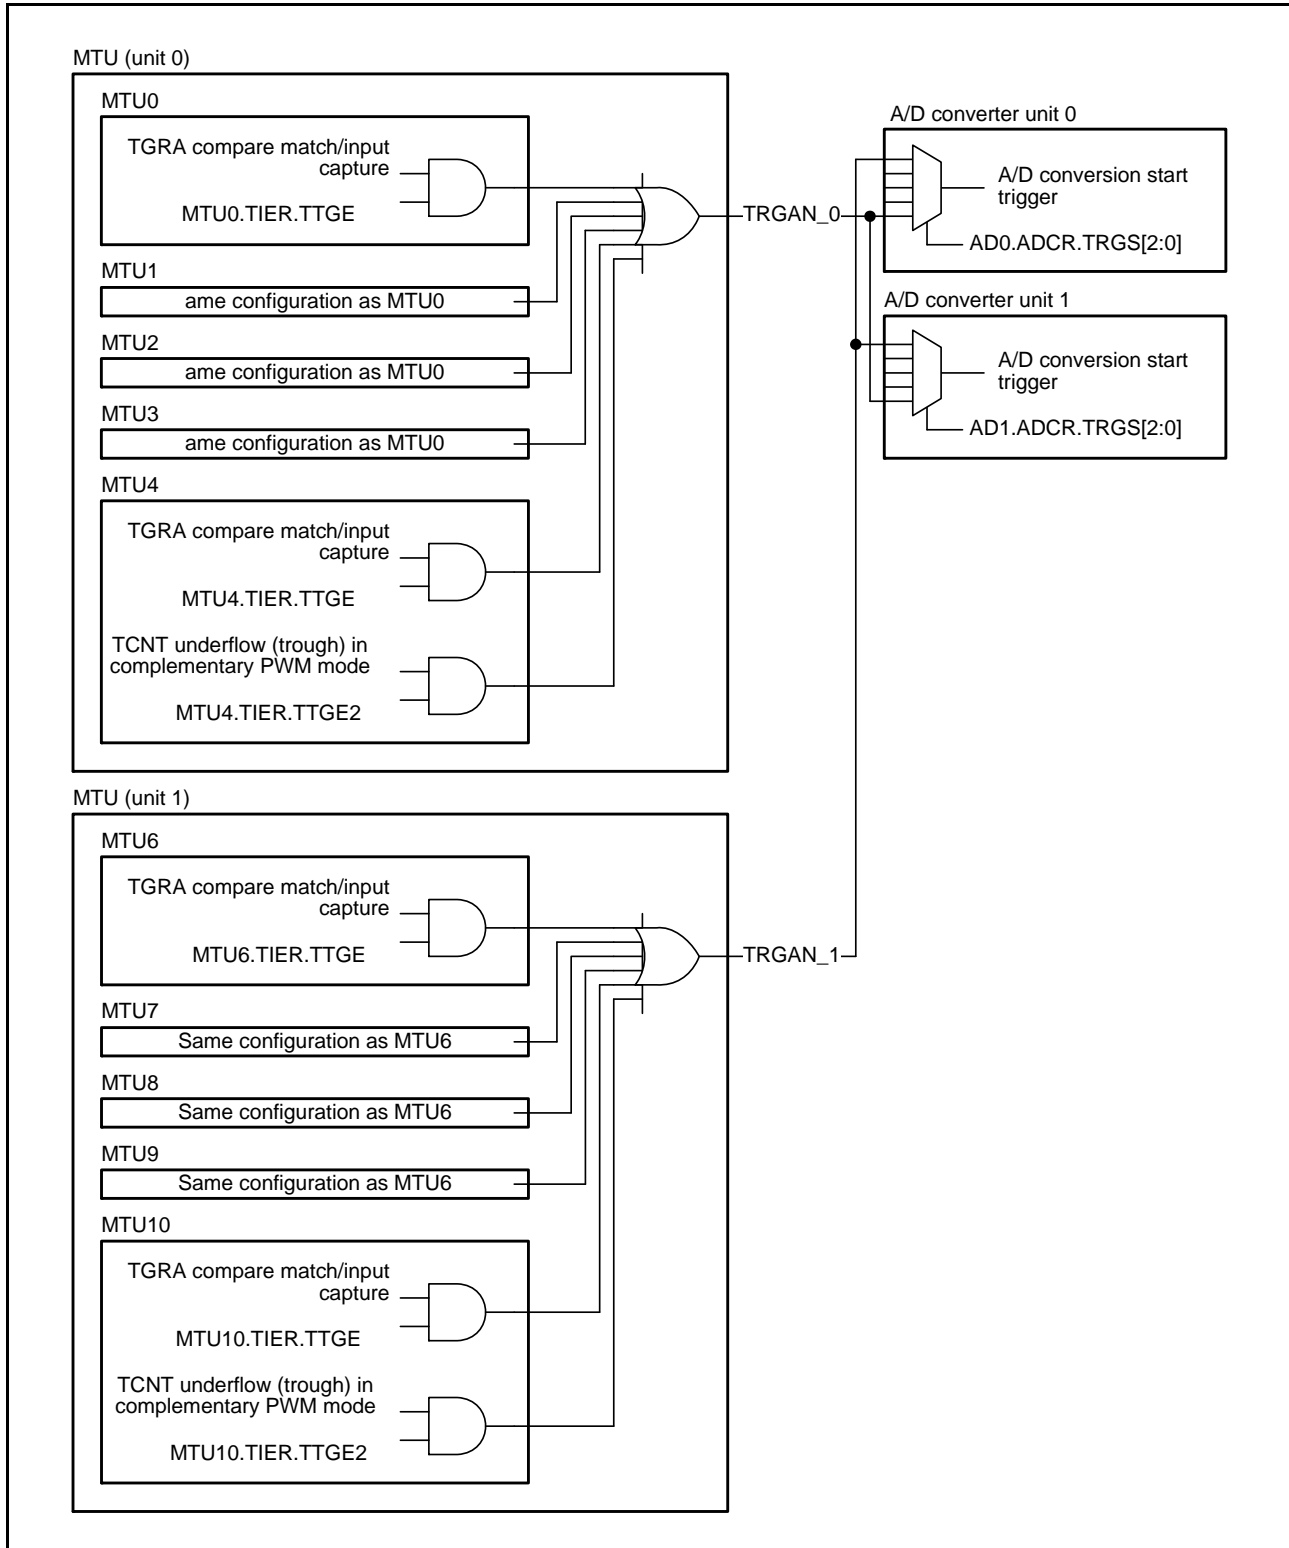 MTU (unit 0)
MTU0
TGRA compare match/input
capture
MTU0.TIER.TTGE
MTU1
ame configuration as MTU0
MTU2
ame configuration as MTU0
MTU3
ame configuration as MTU0
MTU4
TGRA compare match/input
capture
MTU4.TIER.TTGE
TCNT underflow (trough) in
complementary PWM mode
MTU4.TIER.TTGE2
TRGAN_0
A/D converter unit 0
A/D conversion start
trigger
AD0.ADCR.TRGS[2:0]
A/D converter unit 1
A/D conversion start
trigger
AD1.ADCR.TRGS[2:0]
MTU (unit 1)
MTU6
TGRA compare match/input
capture
MTU6.TIER.TTGE
MTU7
Same configuration as MTU6
MTU8
Same configuration as MTU6
MTU9
Same configuration as MTU6
MTU10
TGRA compare match/input
capture
MTU10.TIER.TTGE
TCNT underflow (trough) in
complementary PWM mode
MTU10.TIER.TTGE2
TRGAN_1